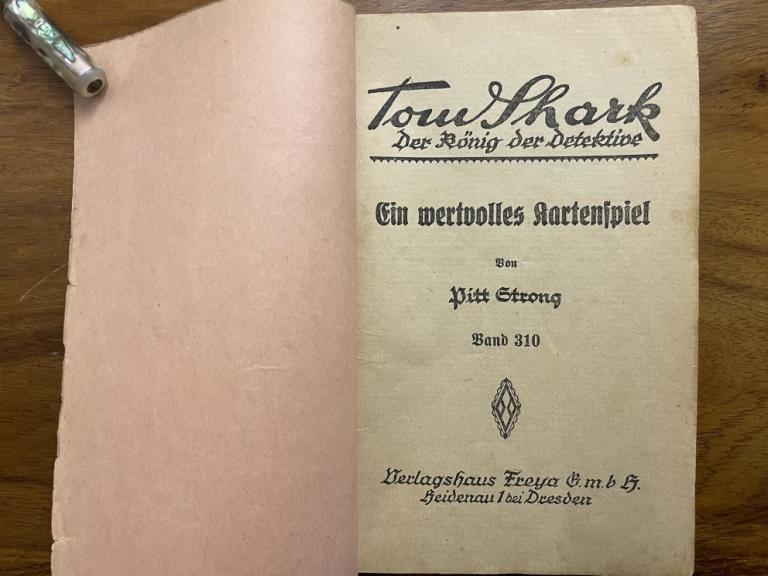 Tom Shark
Der König der Detektive
Ein wertvolles Kartenspiel
Von
Pitt Strong
Band 310
Verlagshaus Freya G.m.b H.
Heidenau 1 bei Dresden